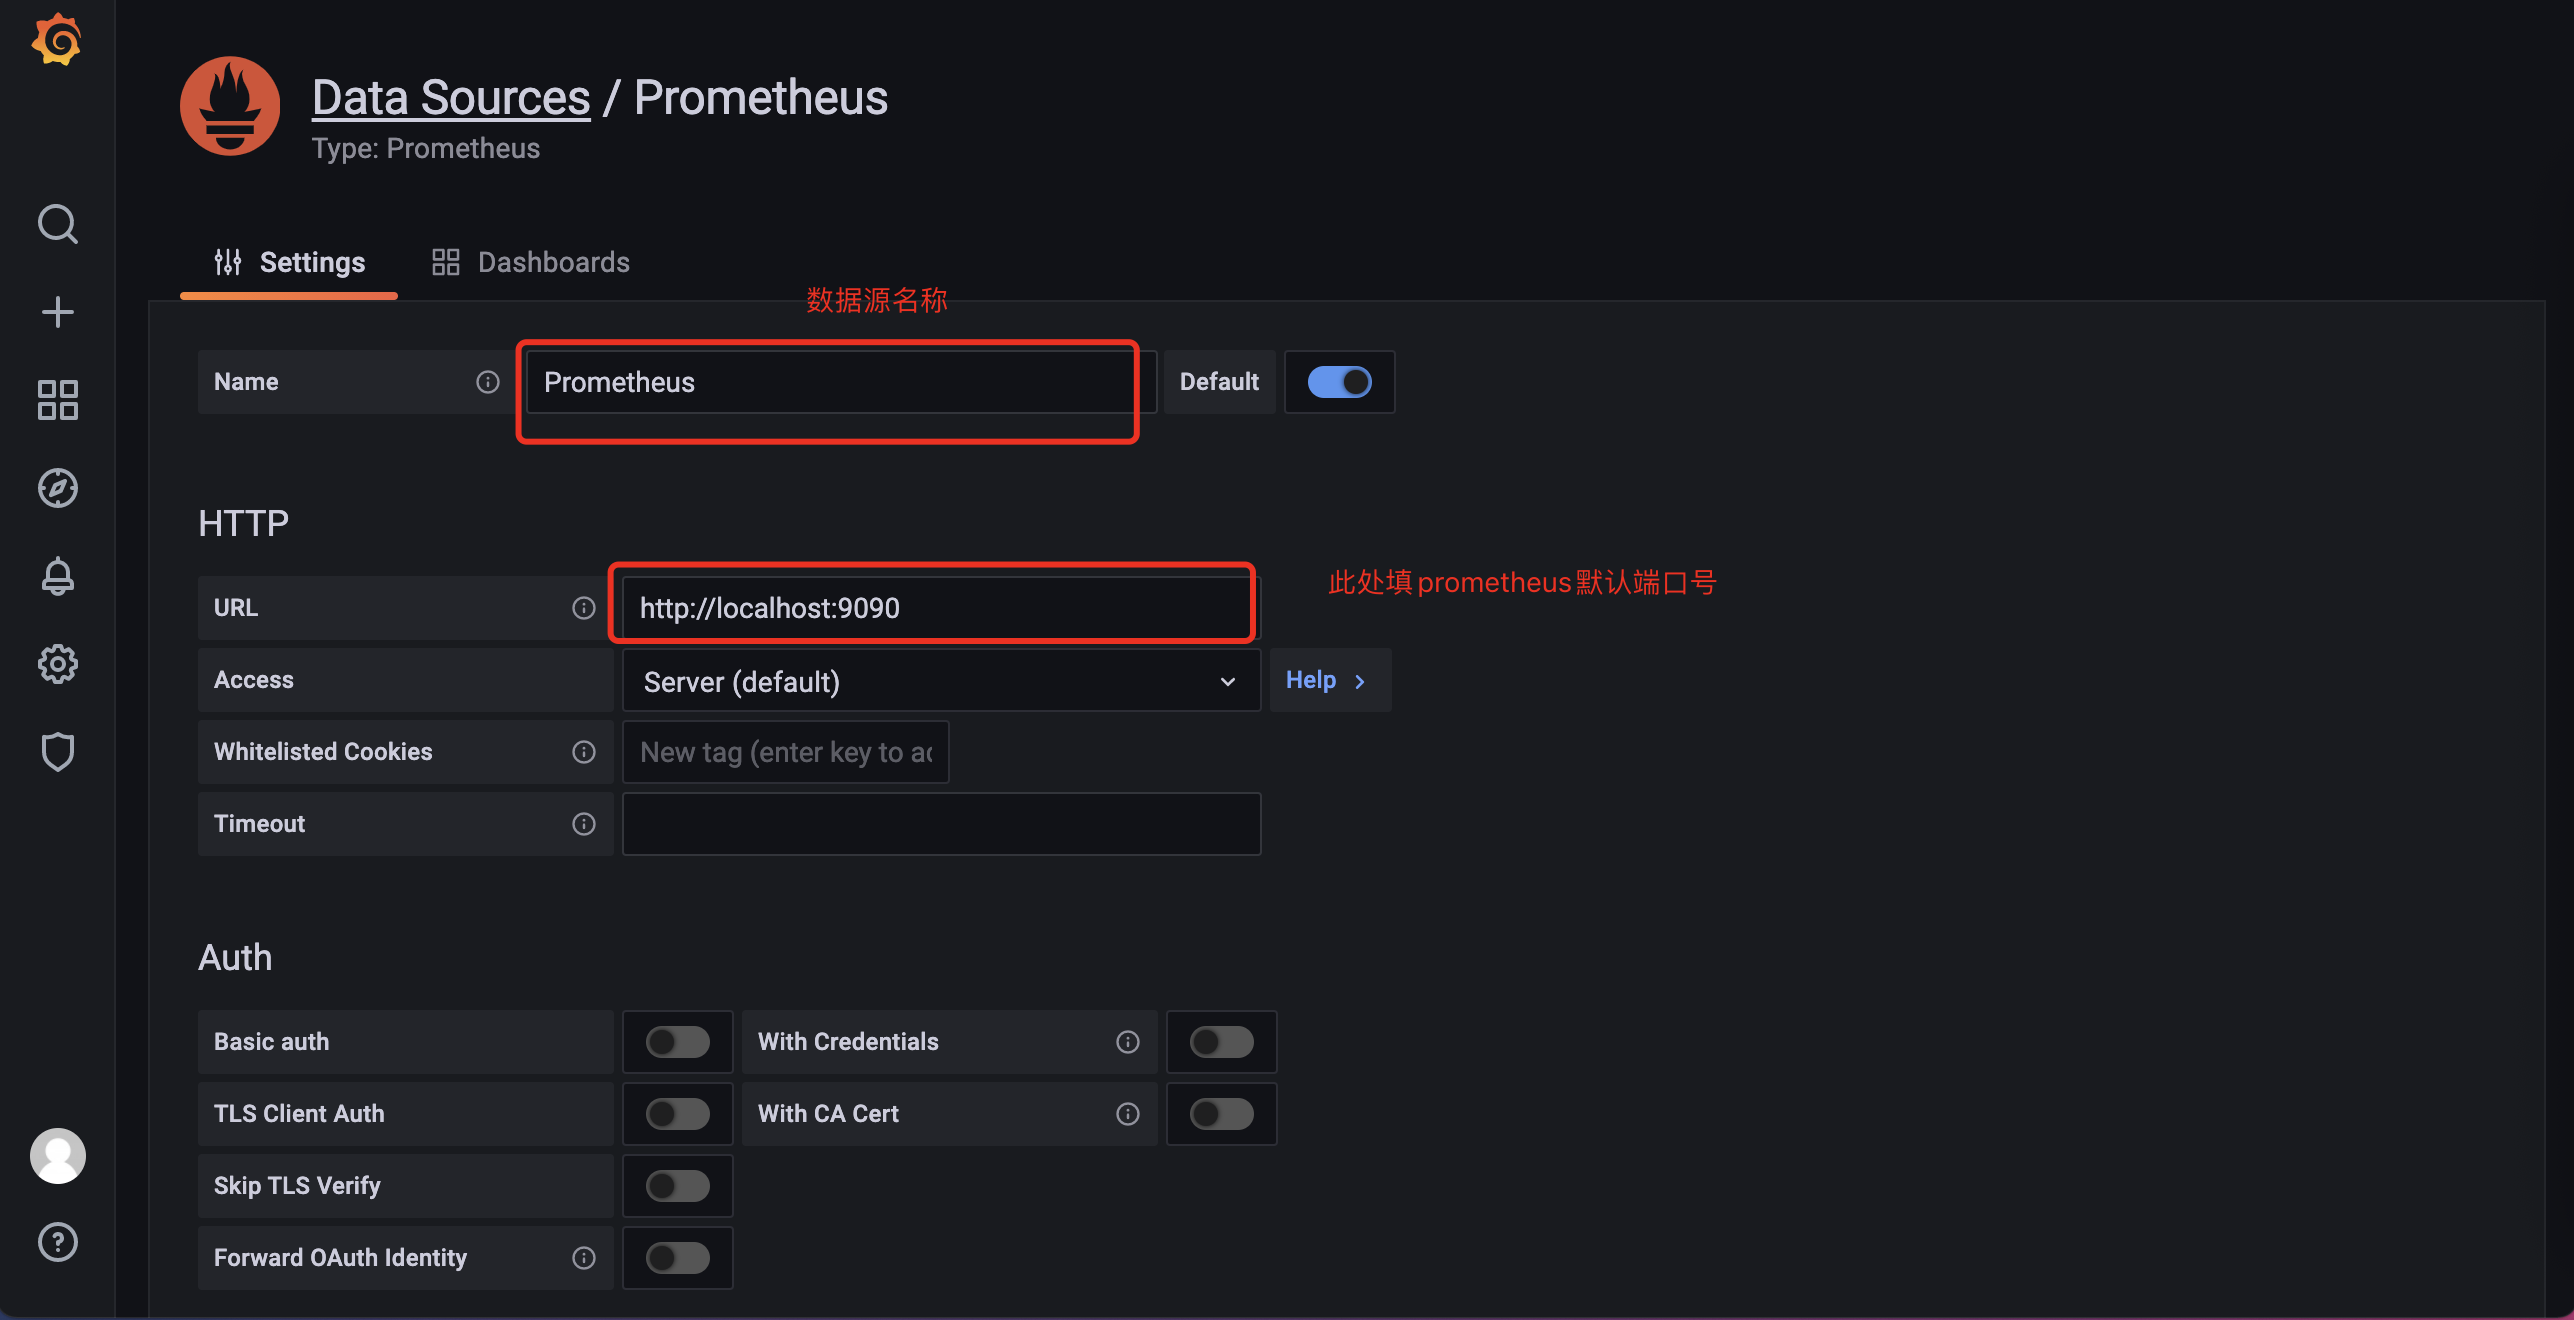 Data Sources / Prometheus
Type: Prometheus
Settings
Dashboards
数据源名称
Name
Prometheus
Default
HTTP
URL
http://localhost:9090
此处填prometheus默认端口号
Access
Server (default)
Help
Whitelisted Cookies
New tag (enter key to ac
Timeout
Auth
Basic auth
With Credentials
TLS Client Auth
With CA Cert
Skip TLS Verify
Forward OAuth Identity